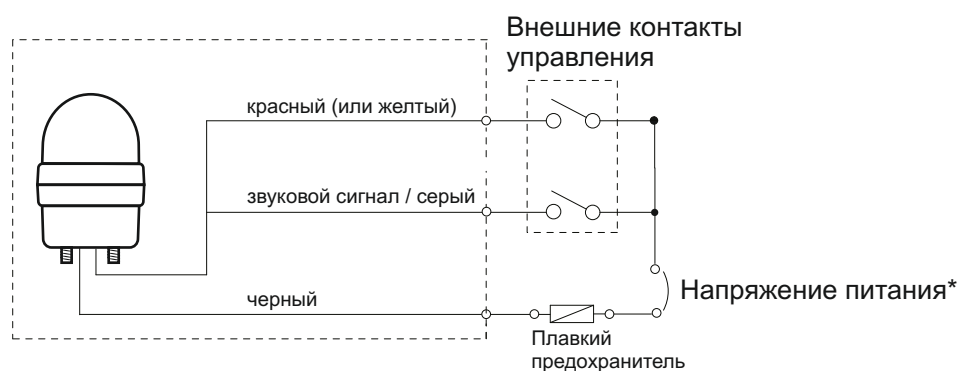 Внешние контакты
управления
красный (или желтый)
звуковой сигнал / серый
Напряжение питания*
черный
Плавкий
предохранитель